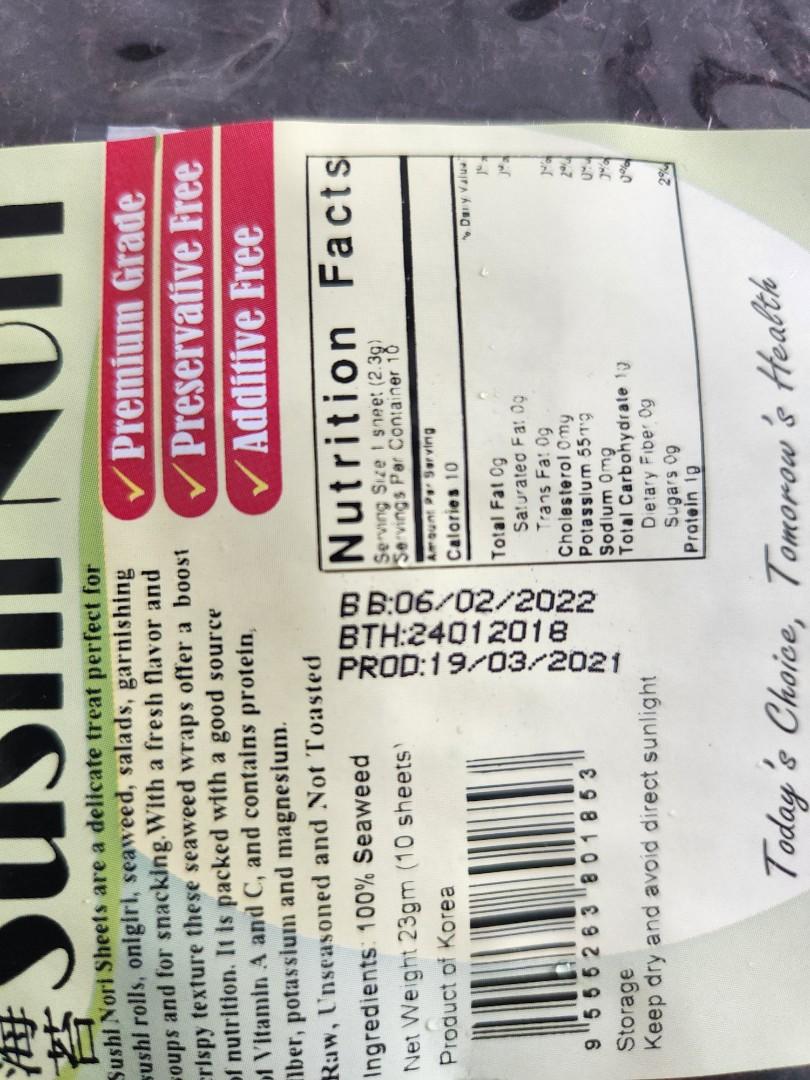 海苔
Sushi Nori
Sushi Nori Sheets are a delicate treat perfect for
sushi rolls, onigiri, seaweed, salads, garnishing
soups and for snacking. With a fresh flavor and
crispy texture these seaweed wraps offer a boost
of nutrition. It is packed with a good source
of Vitamin A and C, and contains protein,
iber, potassium and magnesium.
Raw, Unseasoned and Not Toasted
Ingredients: 100% Seaweed
Net Weight 23gm (10 sheets)
Product of Korea
9 555263 801853
Storage
Keep dry and avoid direct sunlight
✓ Premium Grade
✓ Preservative Free
✓ Additive Free
BB:06/02/2022
BTH:24012018
PROD:19/03/2021
Nutrition Facts
Serving Size 1 sheet (2.3g)
Servings Per Container 10
Amount Per Serving
Calories 10
% Daily Value
Total Fat 0g
Saturated Fat 0g
Trans Fat 0g
Cholesterol 0mg
Potassium 55mg 2%
Sodium 0mg
Total Carbohydrate 1g
Dietary Fiber 0g 0%
Sugars 0g
Protein 1g 2%
Today's Choice, Tomorow's Health